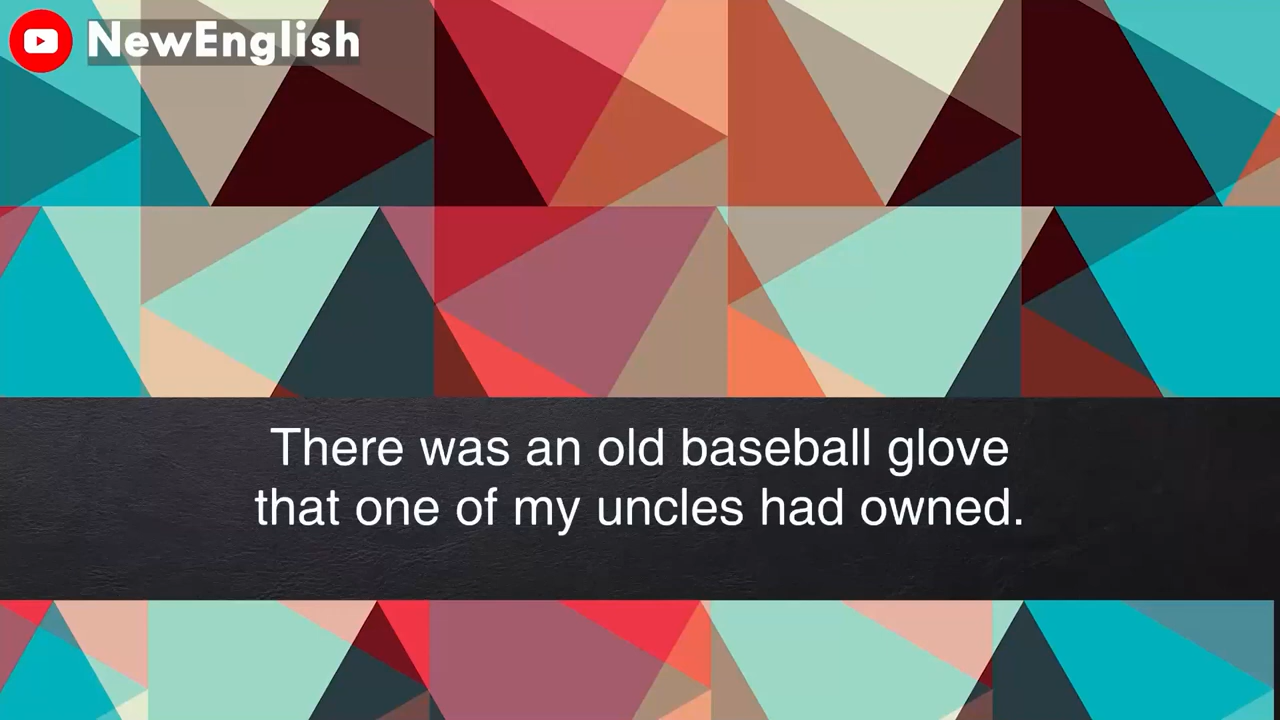 NewEnglish
There was an old baseball glove
that one of my uncles had owned.